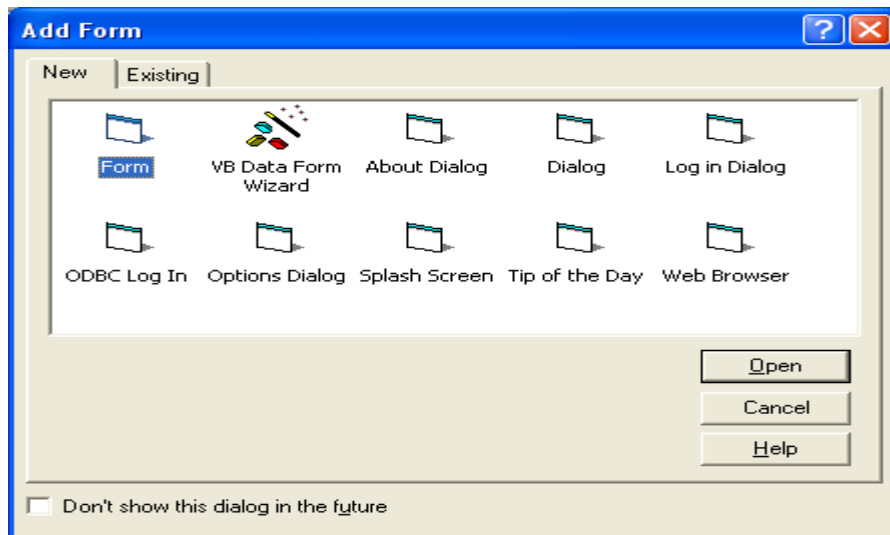 Add Form
New Existing
Form VB Data Form Wizard About Dialog Dialog Log in Dialog
ODBC Log In Options Dialog Splash Screen Tip of the Day Web Browser
Open
Cancel
Help
Don't show this dialog in the future